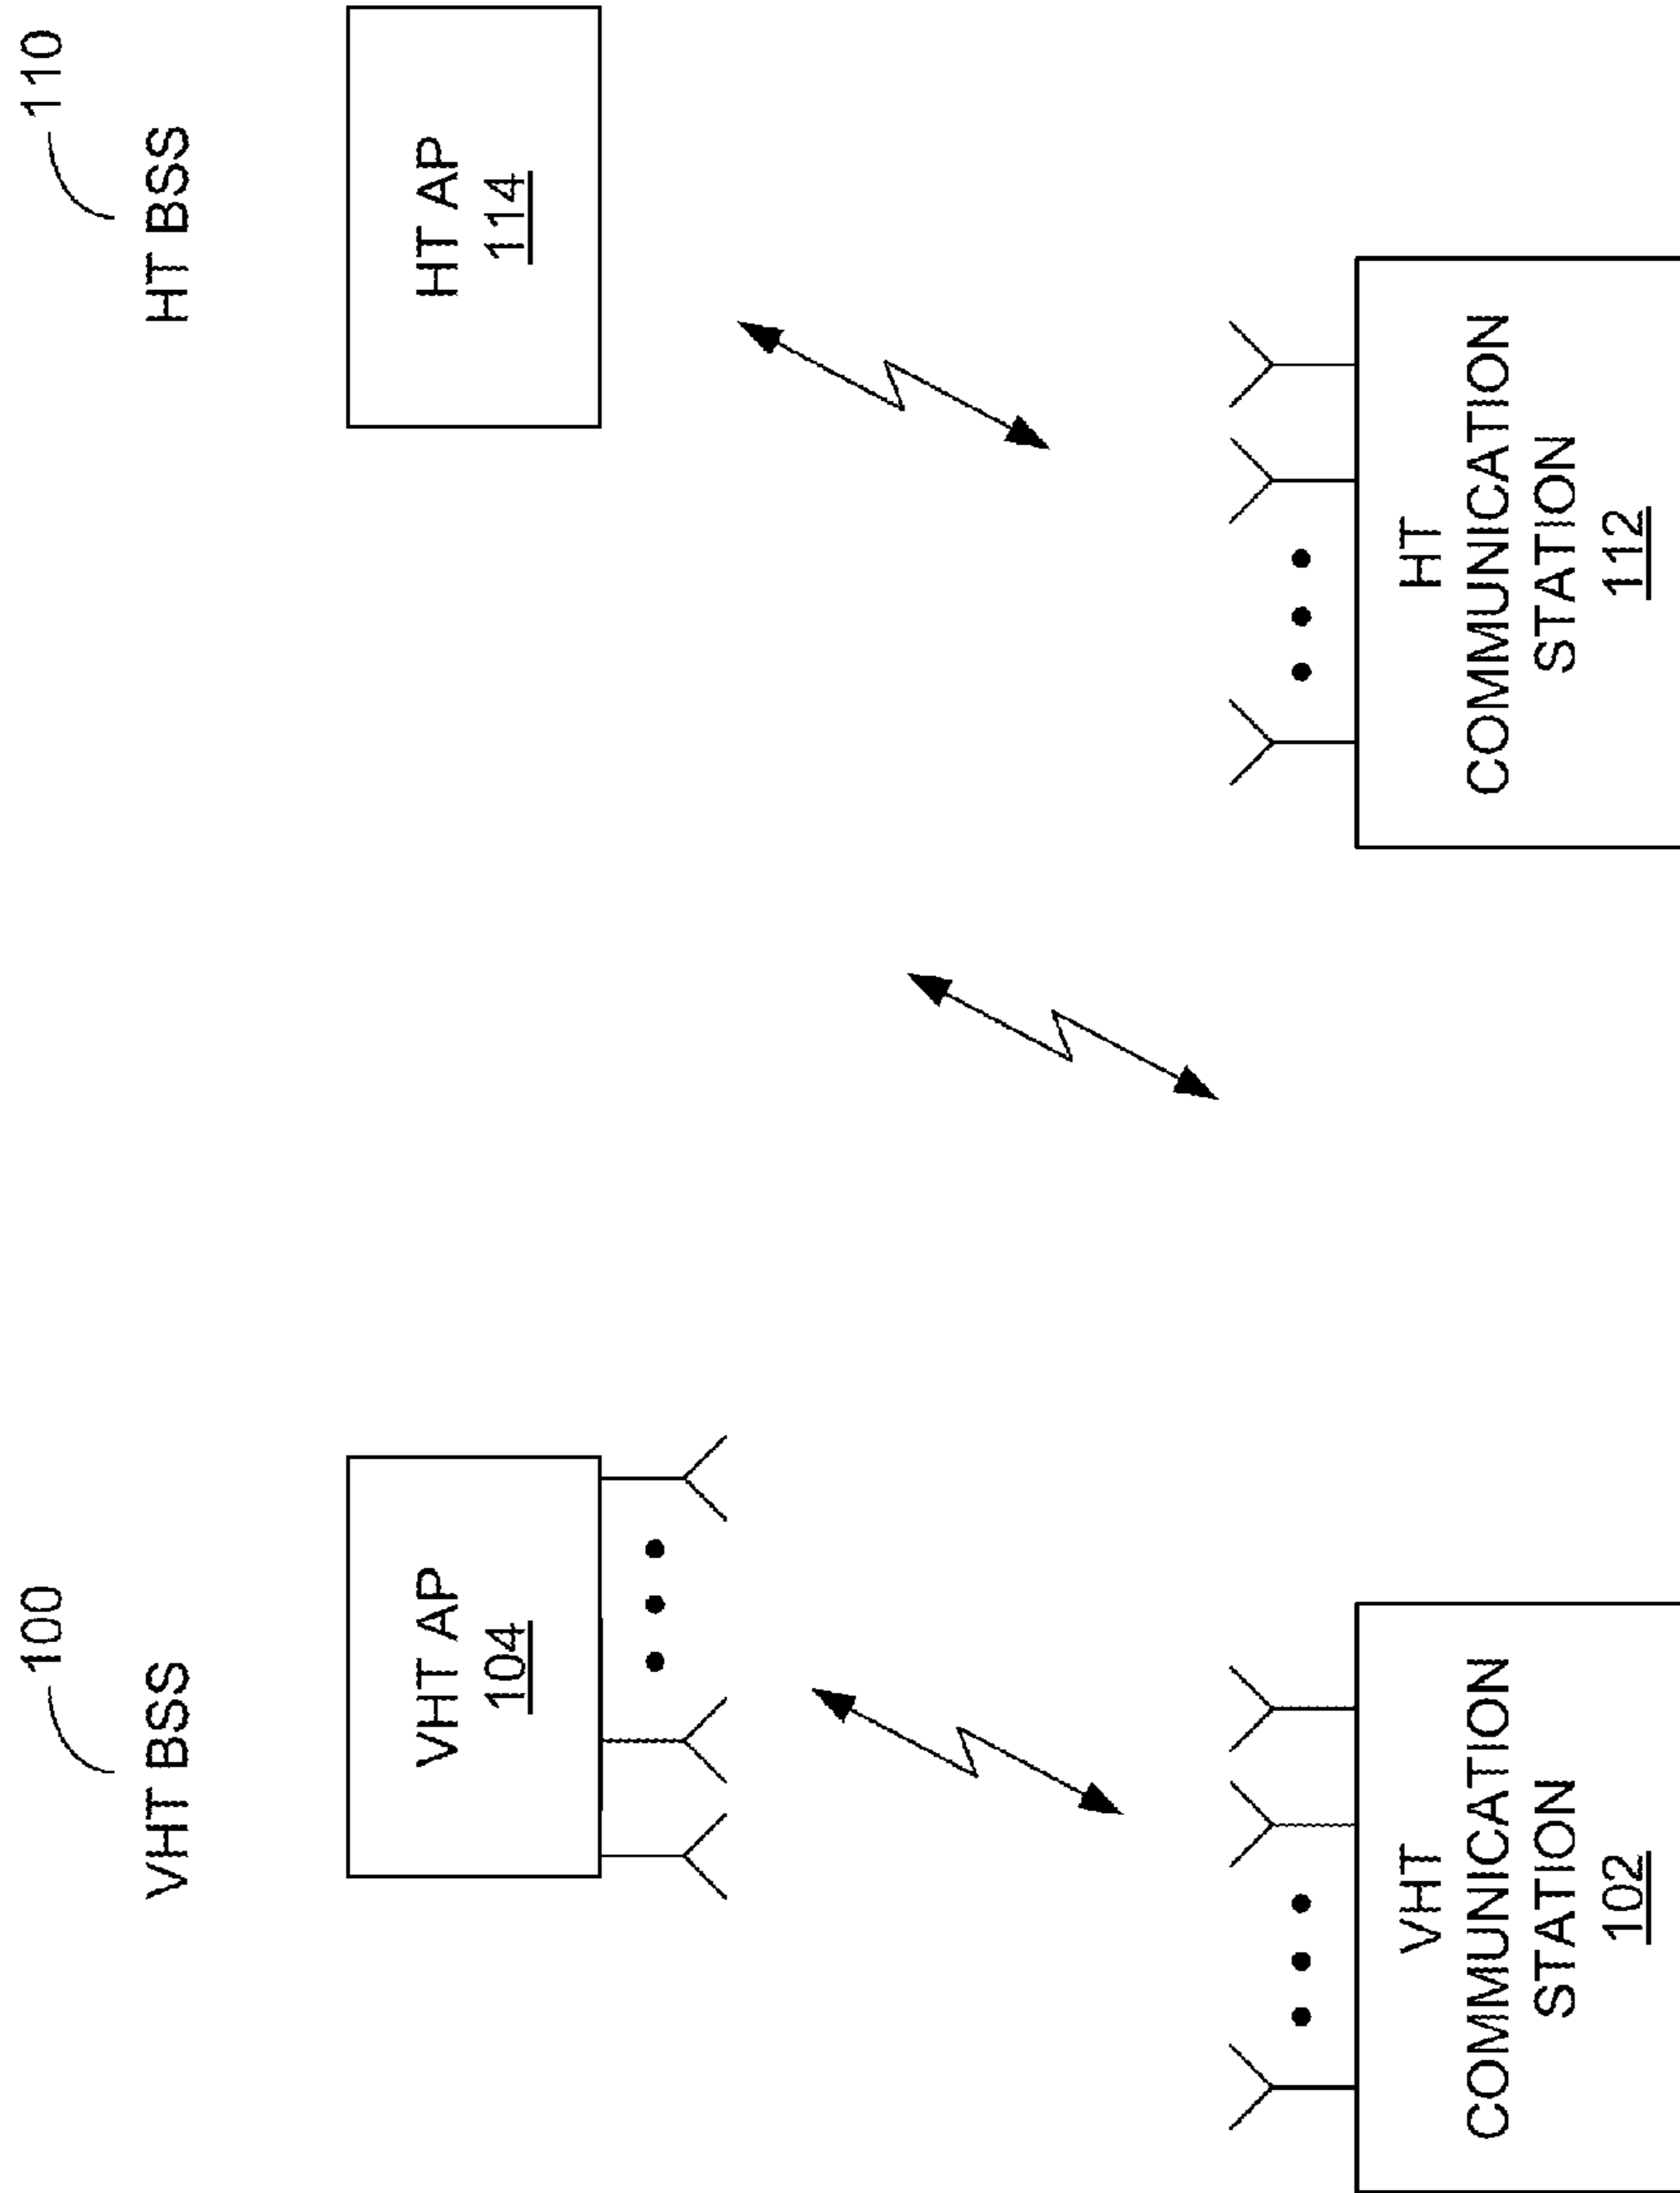 100
VHT BSS
110
HT BSS
VHT AP
104
HT AP
114
VHT
COMMUNICATION
STATION
102
HT
COMMUNICATION
STATION
112